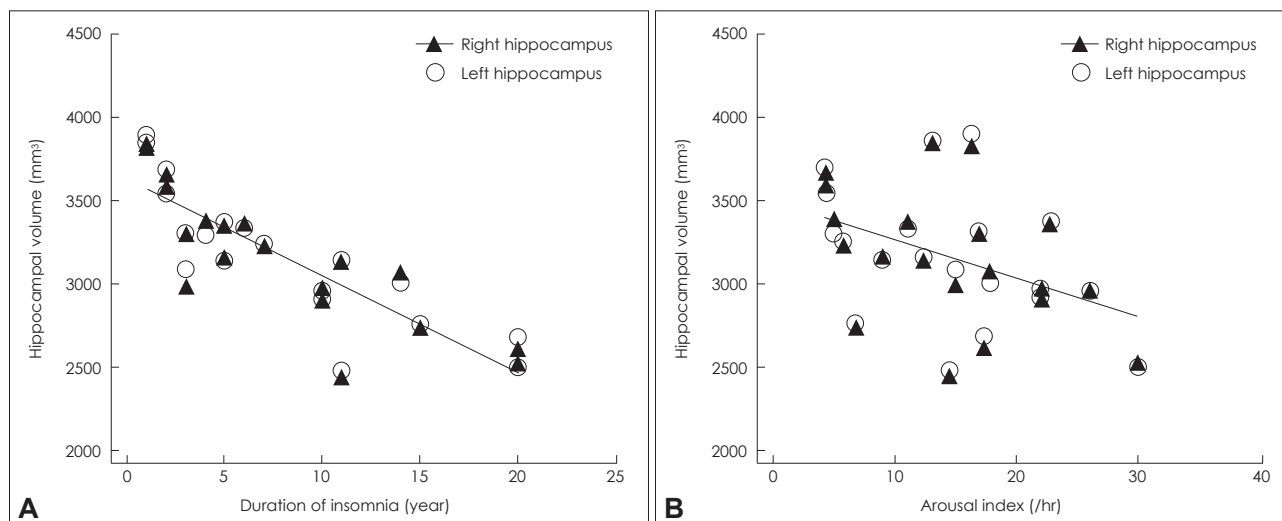 4500
4000
3500
3000
2500
2000
Hippocampal volume (mm³)
Right hippocampus
Left hippocampus
0 5 10 15 20 25
Duration of insomnia (year)
A
4500
4000
3500
3000
2500
2000
Hippocampal volume (mm³)
Right hippocampus
Left hippocampus
0 10 20 30 40
Arousal index (/hr)
B